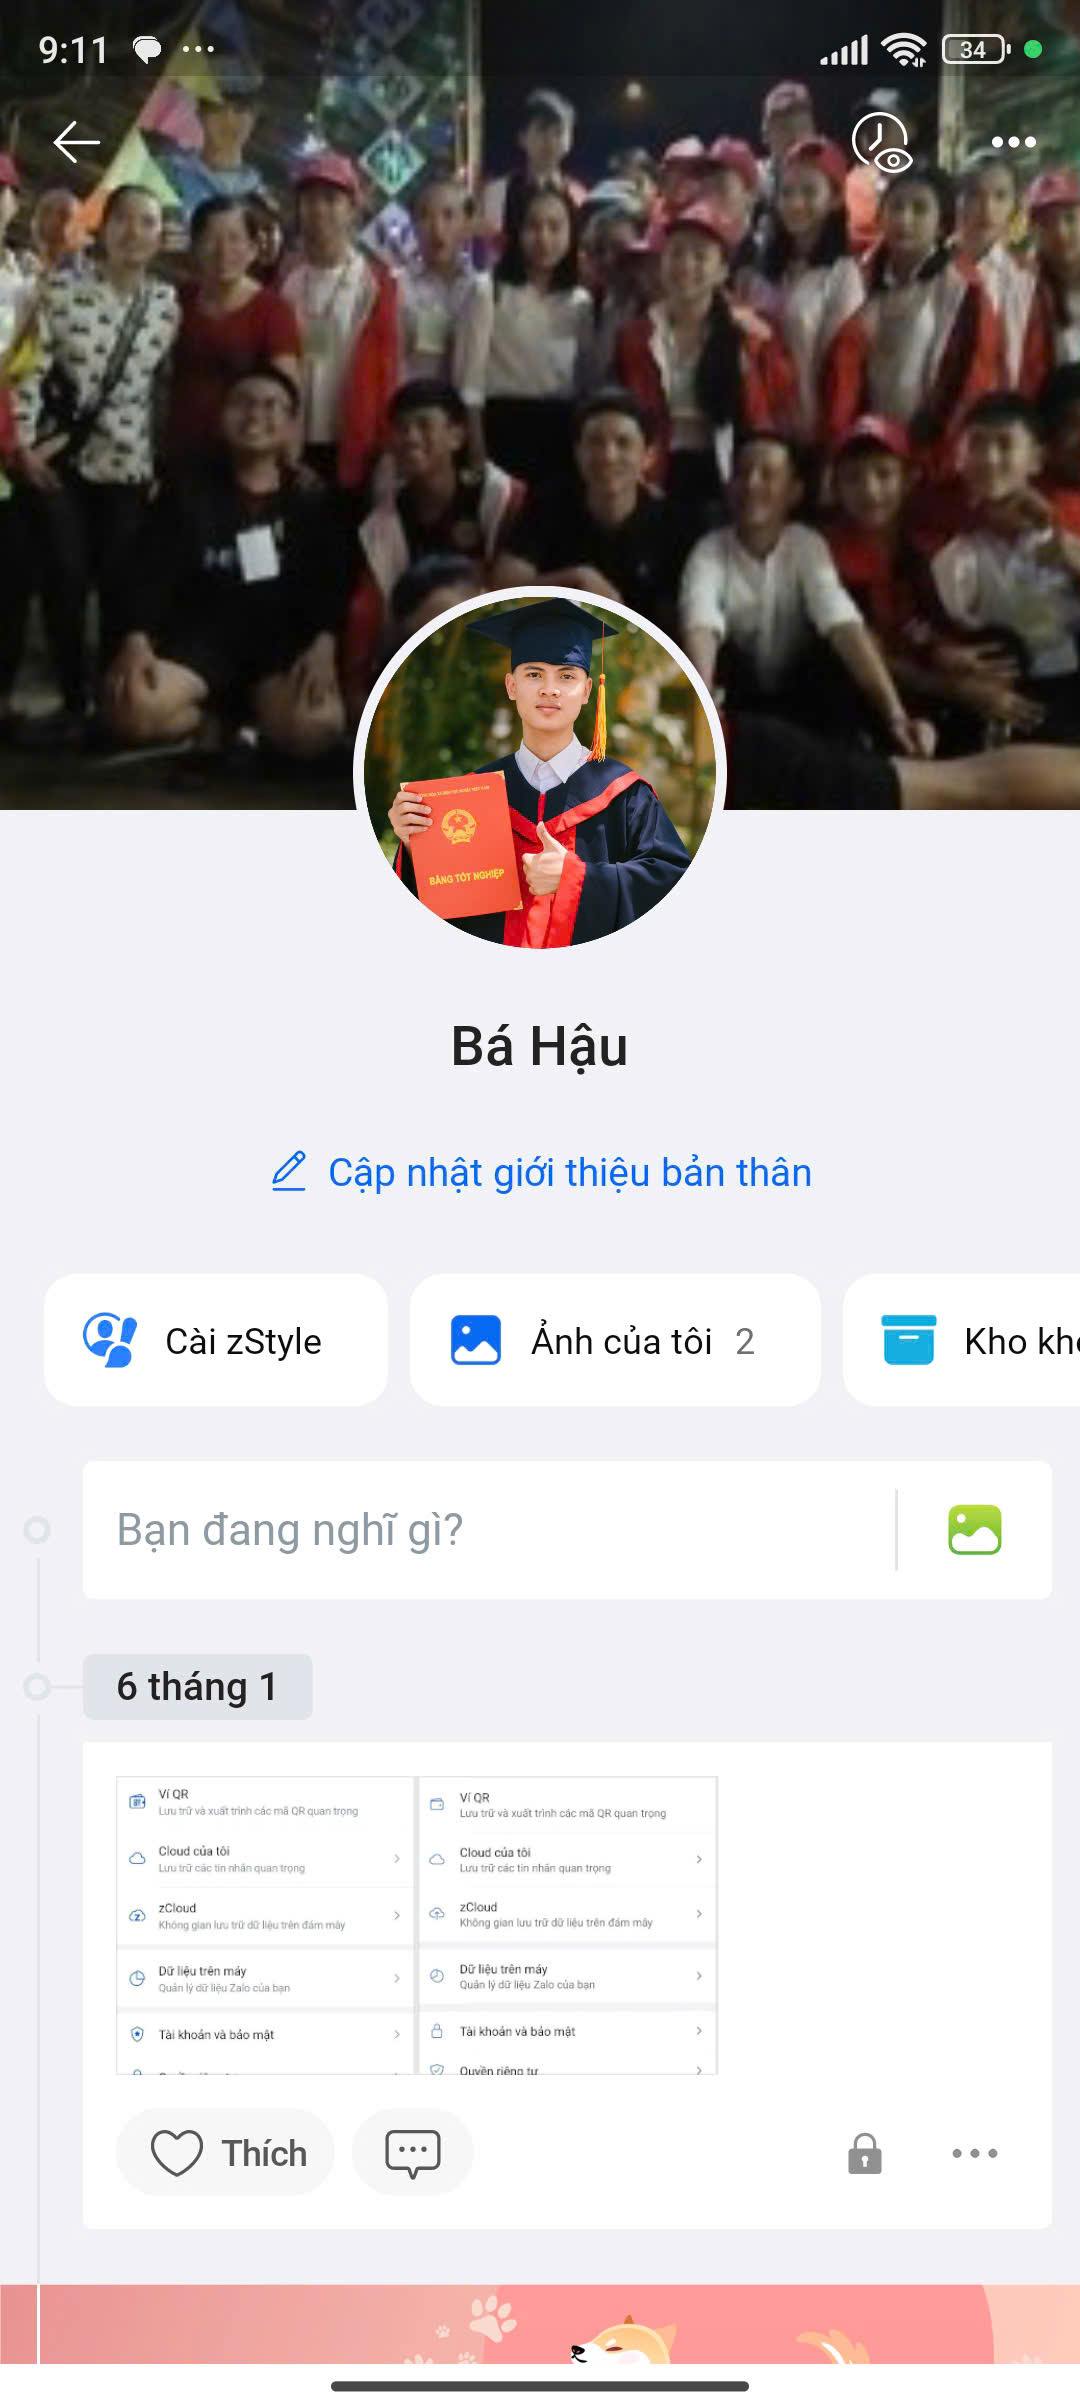 9:11
34
BẰNG TỐT NGHIỆP
Bá Hậu
Cập nhật giới thiệu bản thân
Cài zStyle
Ảnh của tôi 2
Kho kh
Bạn đang nghĩ gì?
6 tháng 1
Ví QR
Lưu trữ và xuất trình các mã QR quan trọng
Cloud của tôi
Lưu trữ các tin nhắn quan trọng
zCloud
Không gian lưu trữ dữ liệu trên đám mây
Dữ liệu trên máy
Quản lý dữ liệu Zalo của bạn
Tài khoản và bảo mật
Ví QR
Lưu trữ và xuất trình các mã QR quan trọng
Cloud của tôi
Lưu trữ các tin nhắn quan trọng
zCloud
Không gian lưu trữ dữ liệu trên đám mây
Dữ liệu trên máy
Quản lý dữ liệu Zalo của bạn
Tài khoản và bảo mật
Quyền riêng tư
Thích